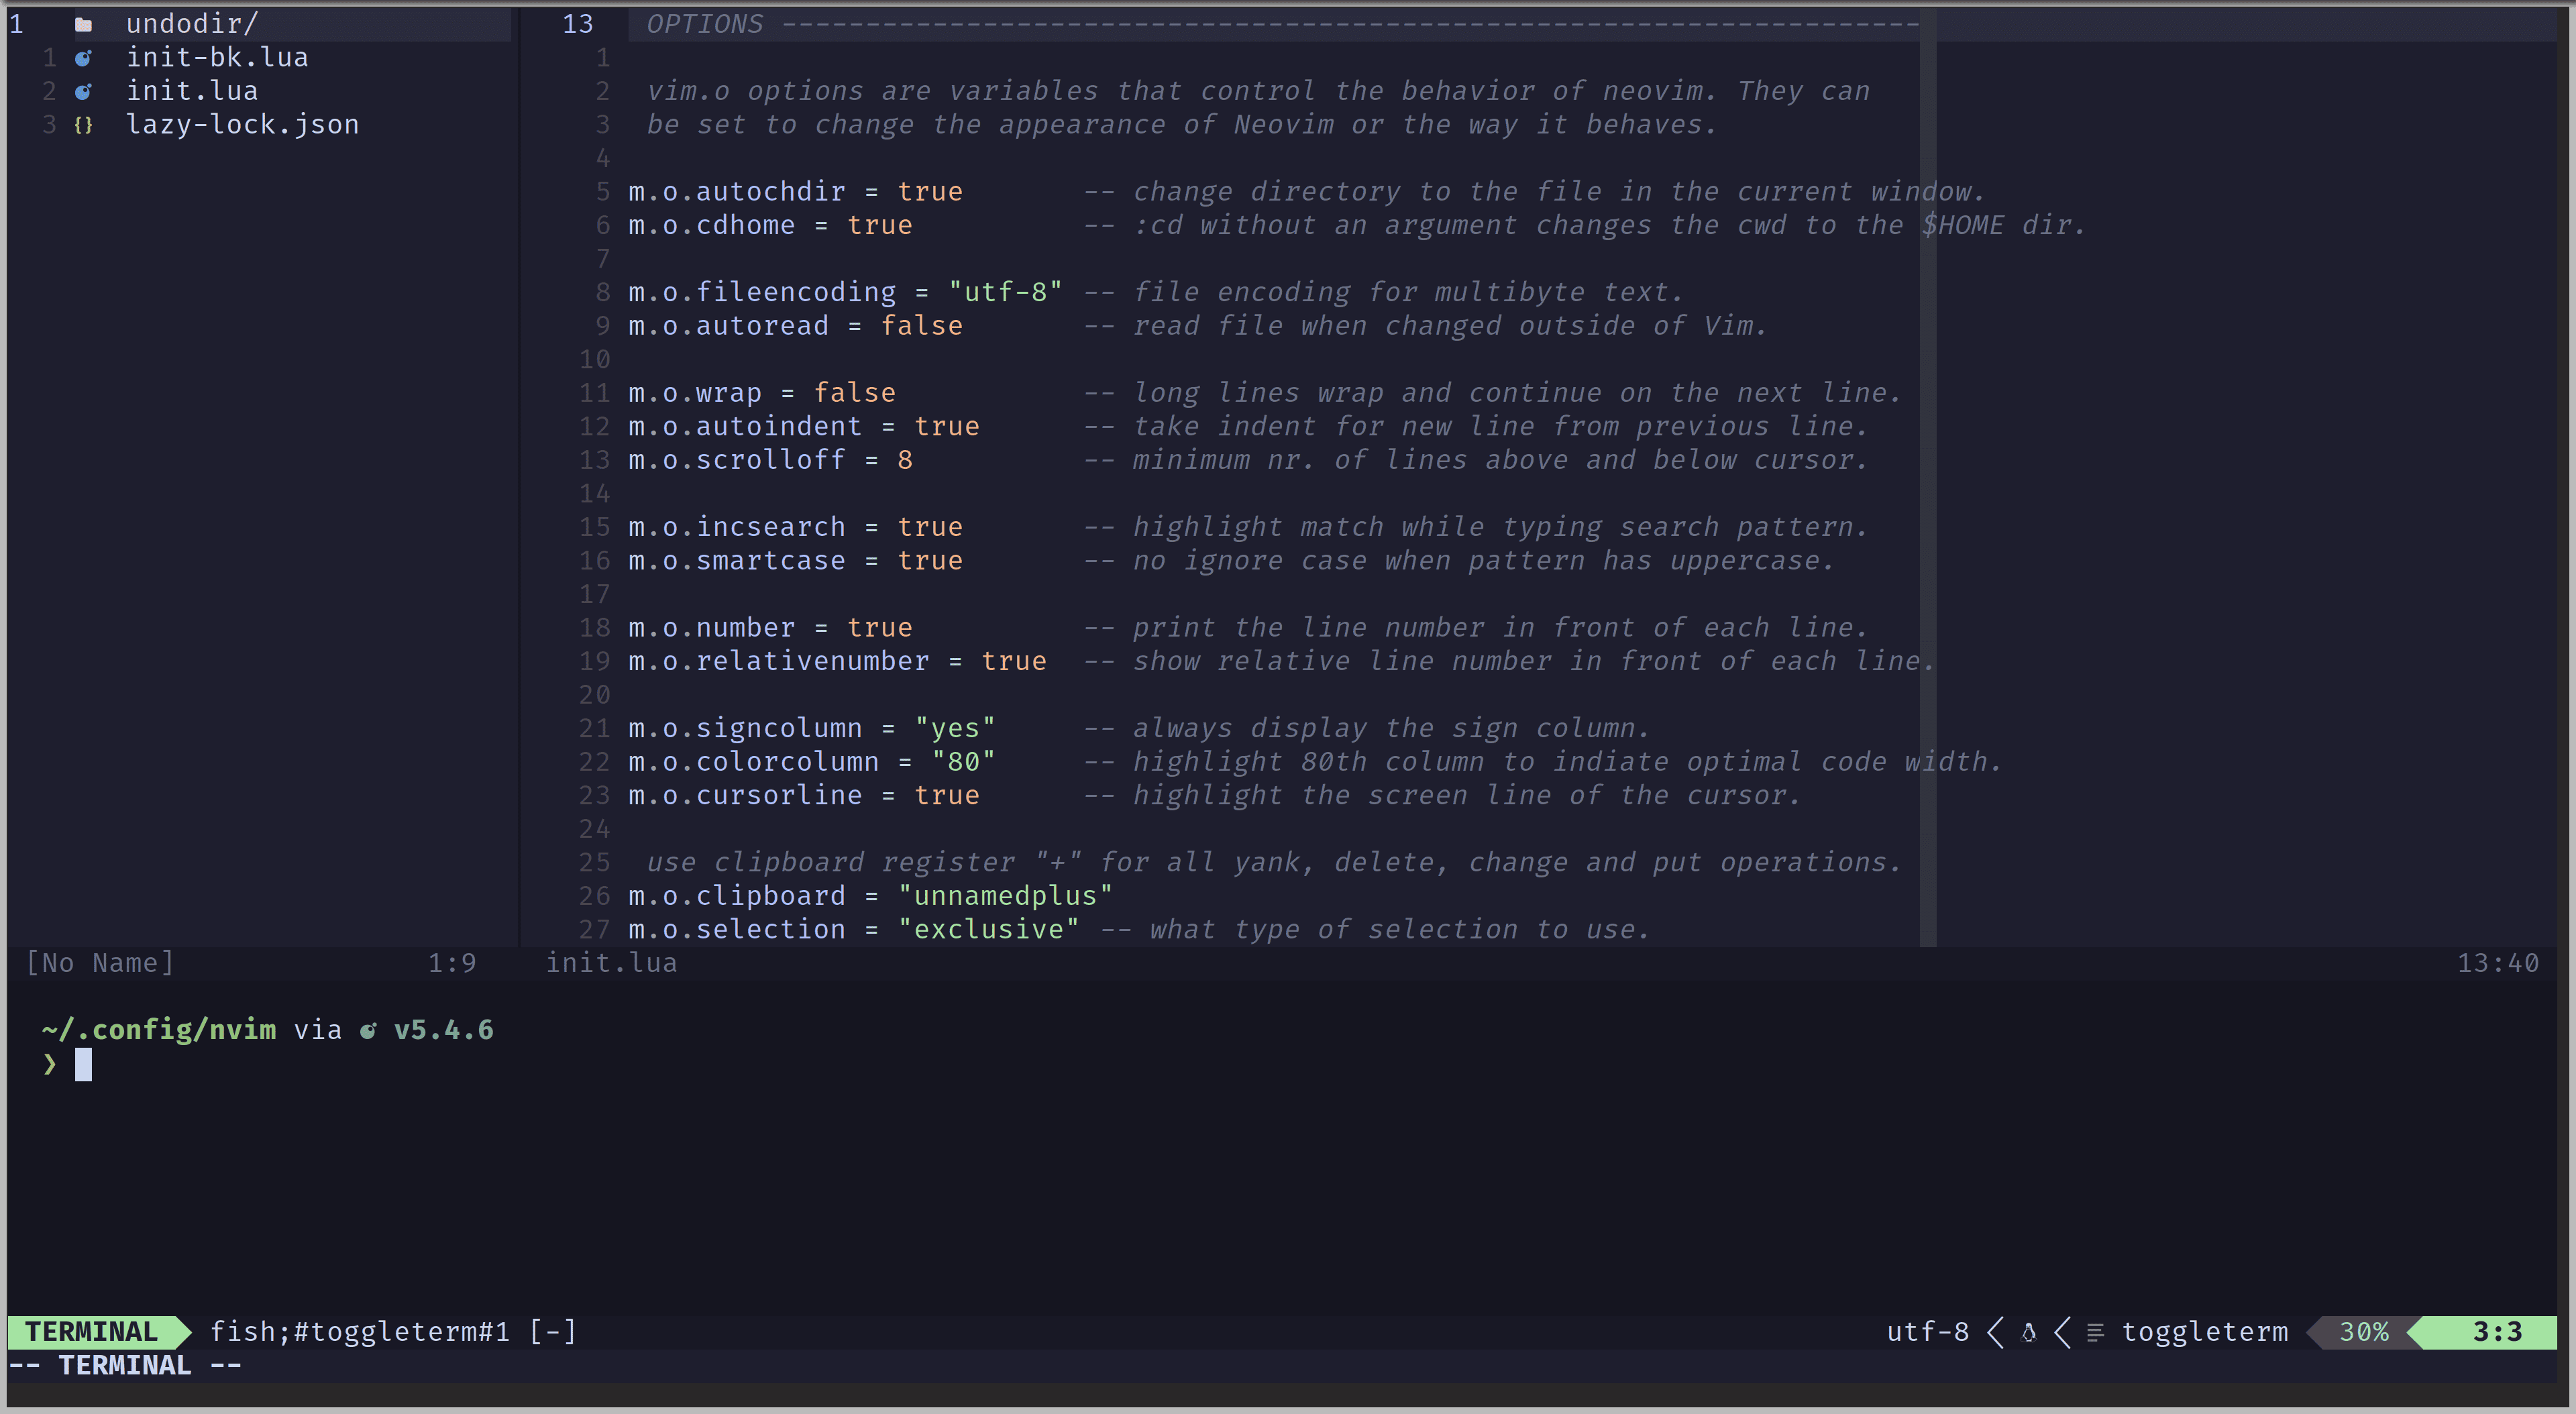 1 undodir/
1 init-bk.lua
2 init.lua
3 {} lazy-lock.json
[No Name] 1:9
13 OPTIONS --------------------------------------------------------------------
1
2 vim.o options are variables that control the behavior of neovim. They can
3 be set to change the appearance of Neovim or the way it behaves.
4
5 m.o.autochdir = true -- change directory to the file in the current window.
6 m.o.cdhome = true -- :cd without an argument changes the cwd to the $HOME dir.
7
8 m.o.fileencoding = "utf-8" -- file encoding for multibyte text.
9 m.o.autoread = false -- read file when changed outside of Vim.
10
11 m.o.wrap = false -- long lines wrap and continue on the next line.
12 m.o.autoindent = true -- take indent for new line from previous line.
13 m.o.scrolloff = 8 -- minimum nr. of lines above and below cursor.
14
15 m.o.incsearch = true -- highlight match while typing search pattern.
16 m.o.smartcase = true -- no ignore case when pattern has uppercase.
17
18 m.o.number = true -- print the line number in front of each line.
19 m.o.relativenumber = true -- show relative line number in front of each line.
20
21 m.o.signcolumn = "yes" -- always display the sign column.
22 m.o.colorcolumn = "80" -- highlight 80th column to indiate optimal code width.
23 m.o.cursorline = true -- highlight the screen line of the cursor.
24
25 use clipboard register "+" for all yank, delete, change and put operations.
26 m.o.clipboard = "unnamedplus"
27 m.o.selection = "exclusive" -- what type of selection to use.
init.lua 13:40
~/.config/nvim via v5.4.6
❯
TERMINAL fish;#toggleterm#1 [-] utf-8 toggleterm 30% 3:3
-- TERMINAL --